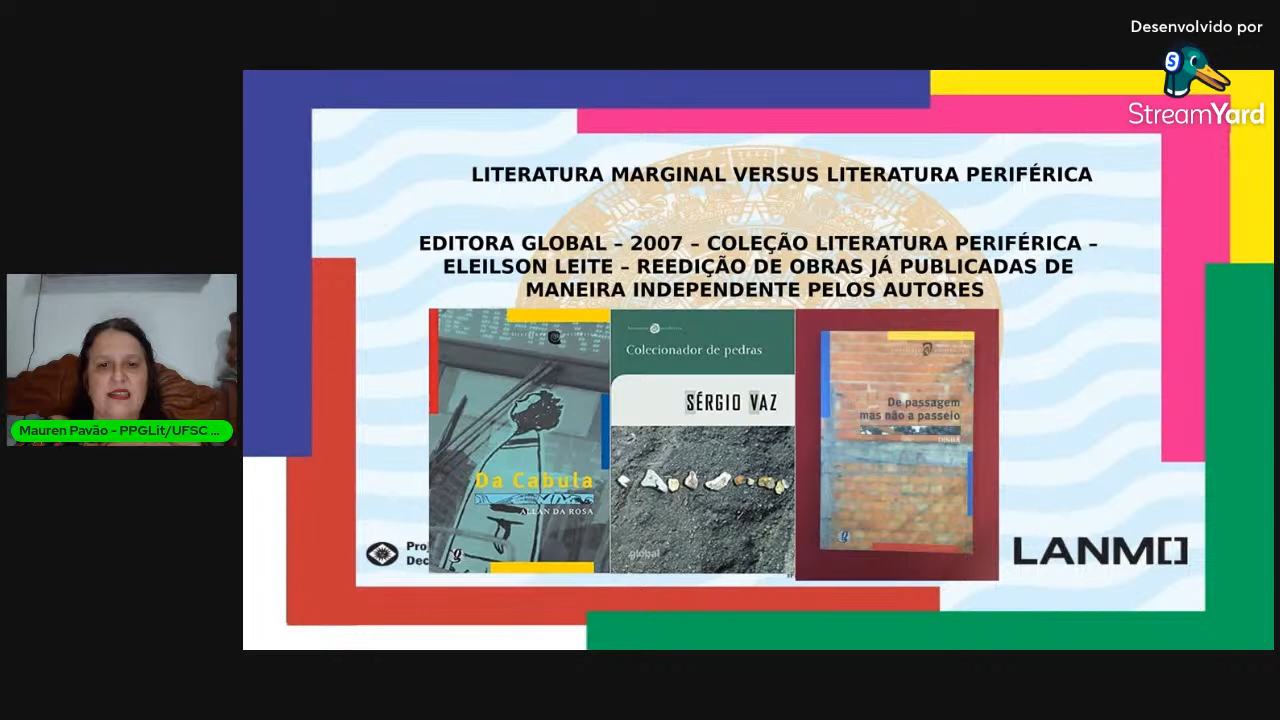 Desenvolvido por
StreamYard
LITERATURA MARGINAL VERSUS LITERATURA PERIFÉRICA
EDITORA GLOBAL – 2007 – COLEÇÃO LITERATURA PERIFÉRICA –
ELEILSON LEITE – REEDIÇÃO DE OBRAS JÁ PUBLICADAS DE
MANEIRA INDEPENDENTE PELOS AUTORES
Da Cabula
ALLAN DA ROSA
Colecionador de pedras
SÉRGIO VAZ
global
De passagem
mas não a passeio
DINHA
Mauren Pavão - PPGLit/UFSC ...
LANMO